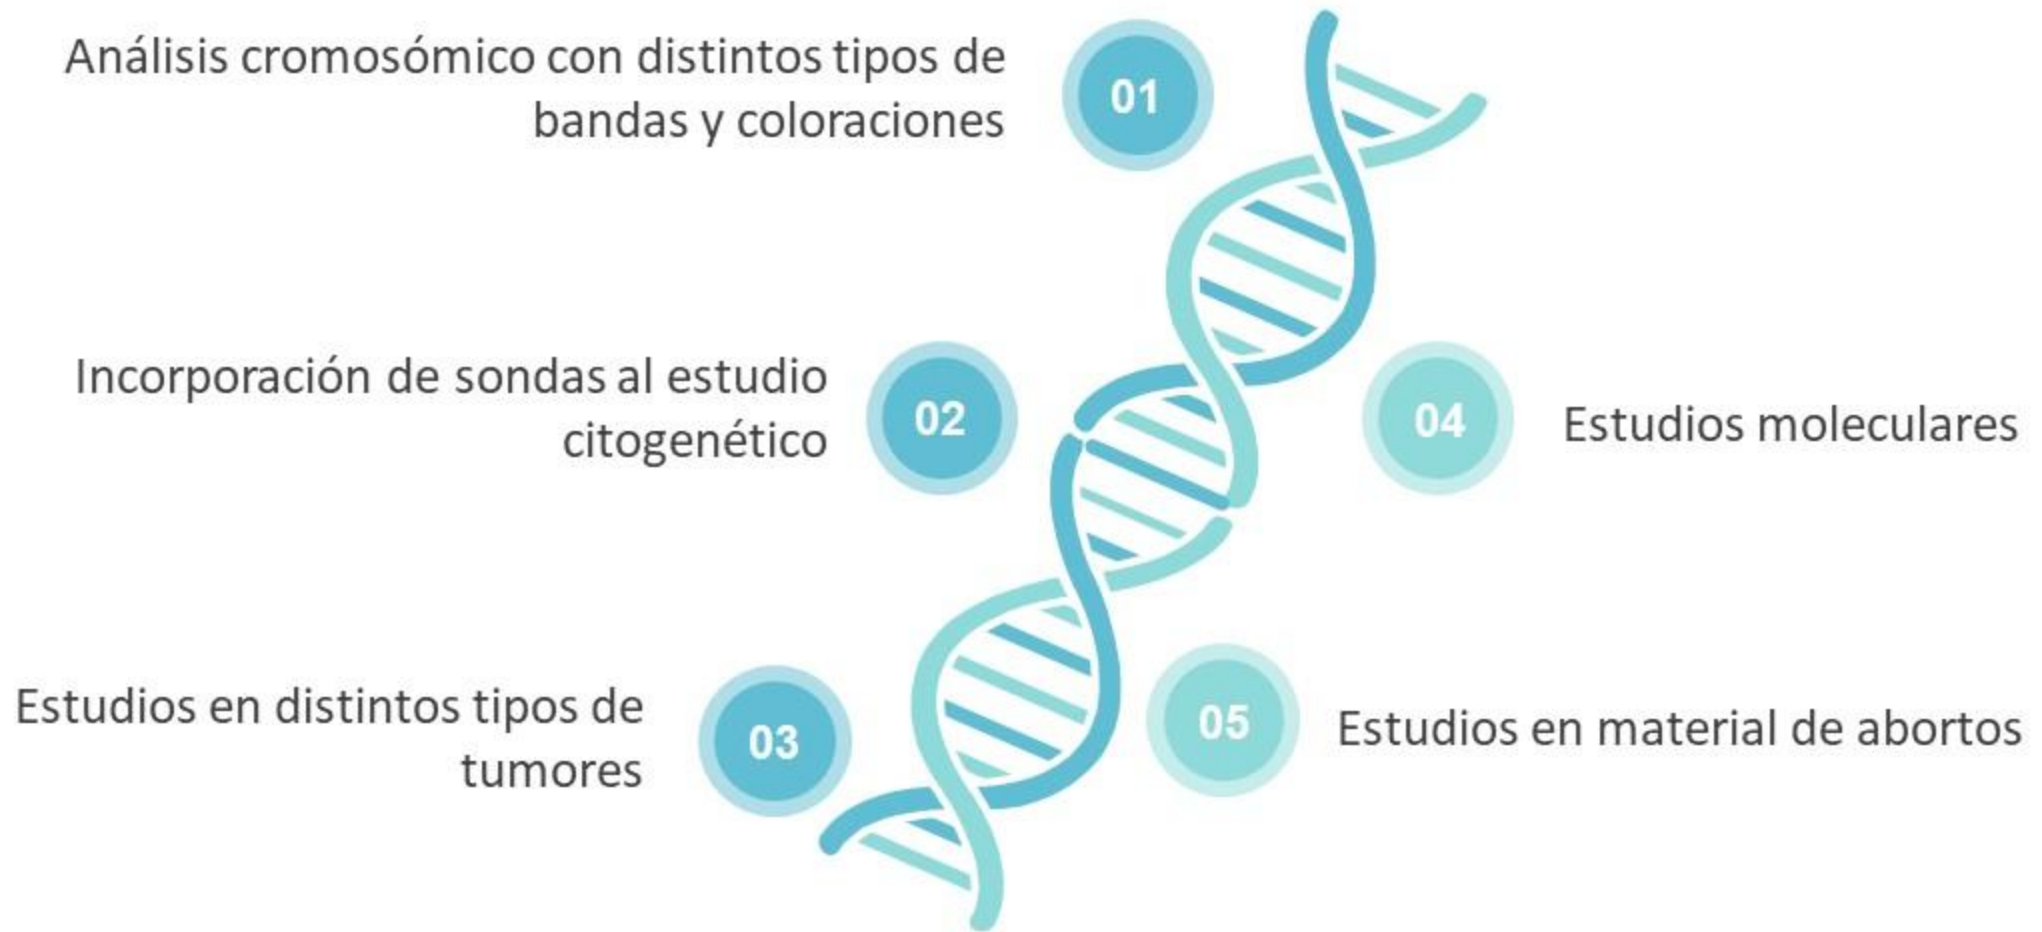 Análisis cromosómico con distintos tipos de
bandas y coloraciones
01
Incorporación de sondas al estudio
citogenético
02
Estudios en distintos tipos de
tumores
03
04
Estudios moleculares
05
Estudios en material de abortos